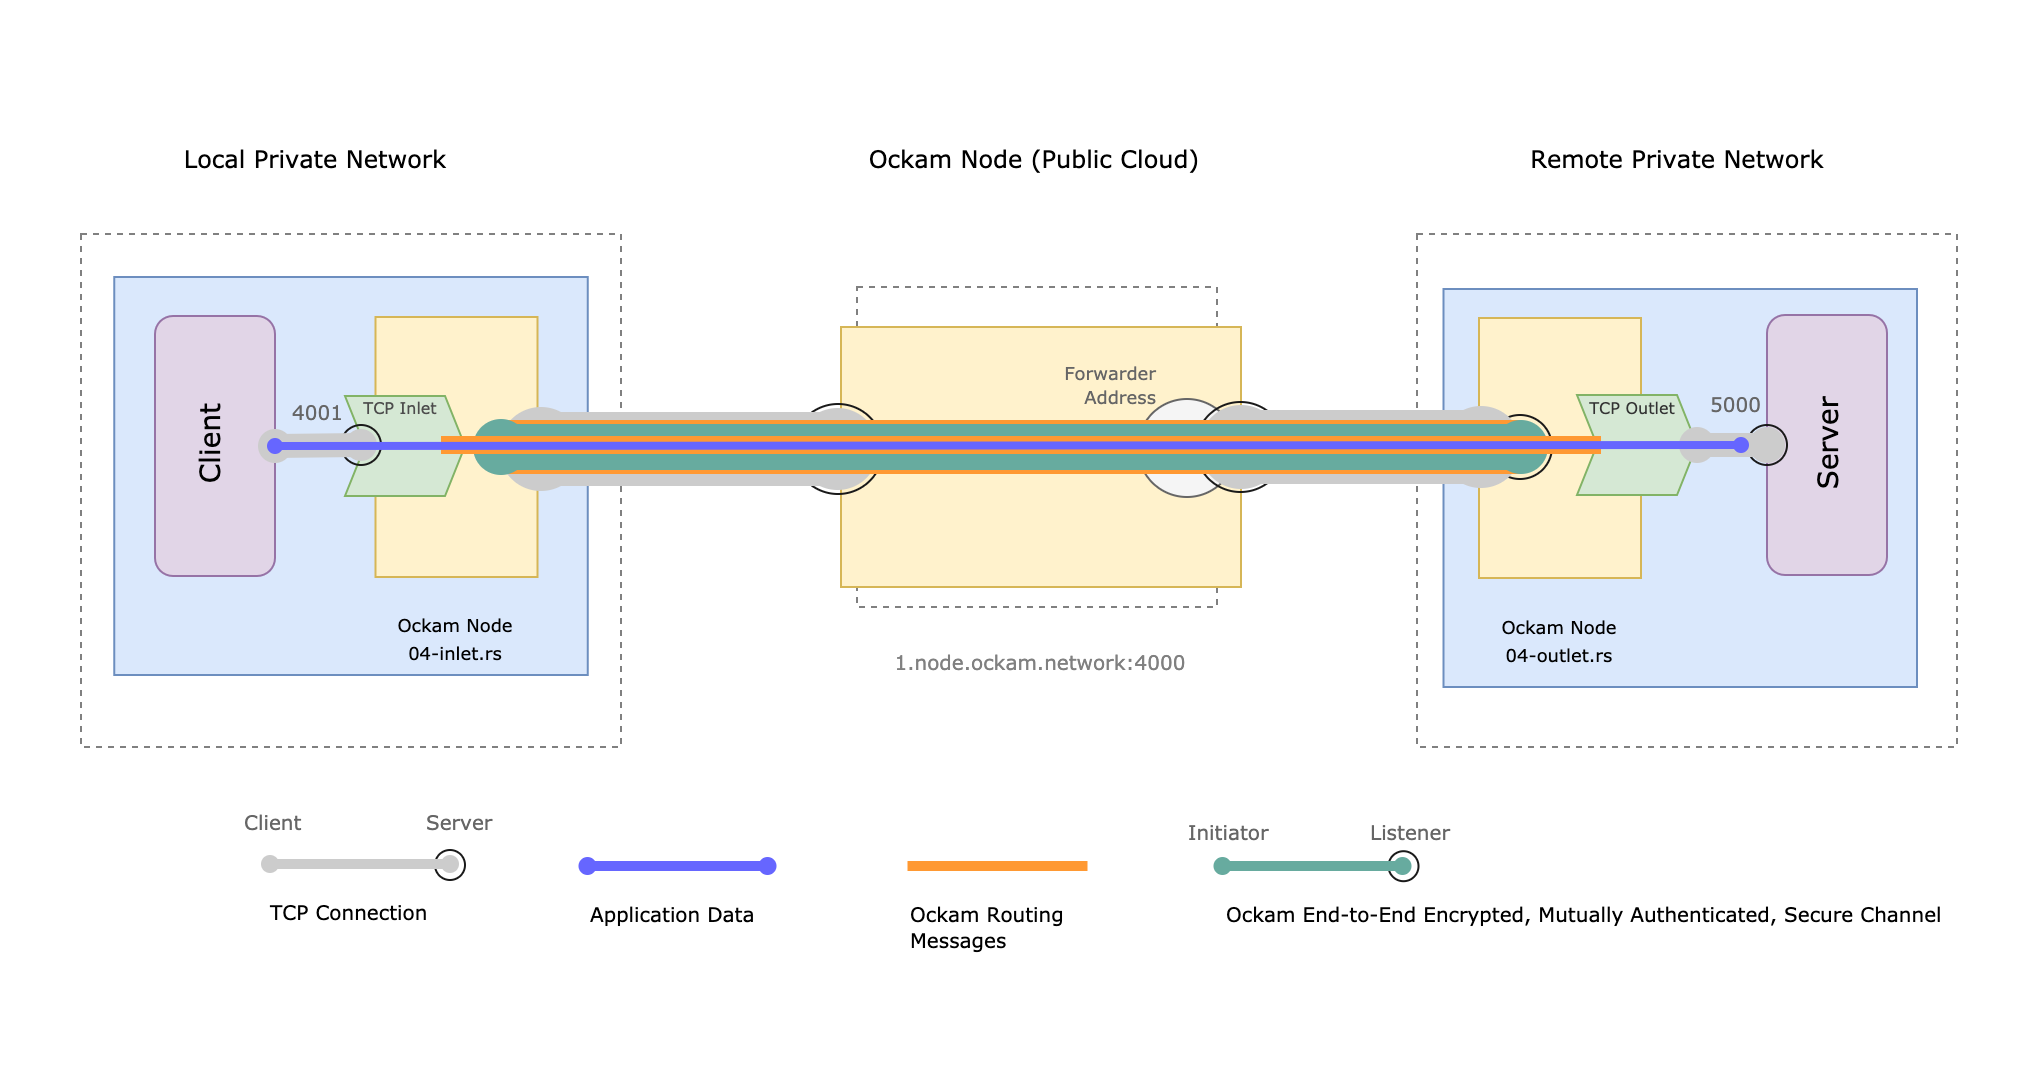 Local Private Network
Ockam Node (Public Cloud)
Remote Private Network
Client
4001
TCP Inlet
Ockam Node
04-inlet.rs
Forwarder
Address
1.node.ockam.network:4000
TCP Outlet
5000
Server
Ockam Node
04-outlet.rs
Client
Server
TCP Connection
Application Data
Ockam Routing
Messages
Initiator
Listener
Ockam End-to-End Encrypted, Mutually Authenticated, Secure Channel